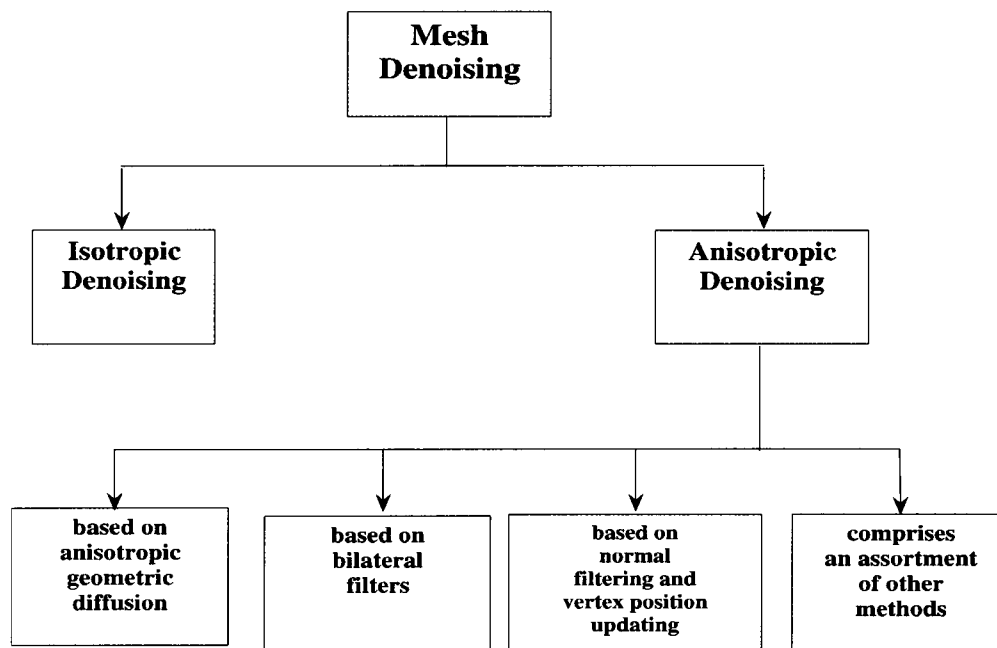 Mesh
Denoising
Isotropic
Denoising
Anisotropic
Denoising
based on
anisotropic
geometric
diffusion
based on
bilateral
filters
based on
normal
filtering and
vertex position
updating
comprises
an assortment
of other
methods